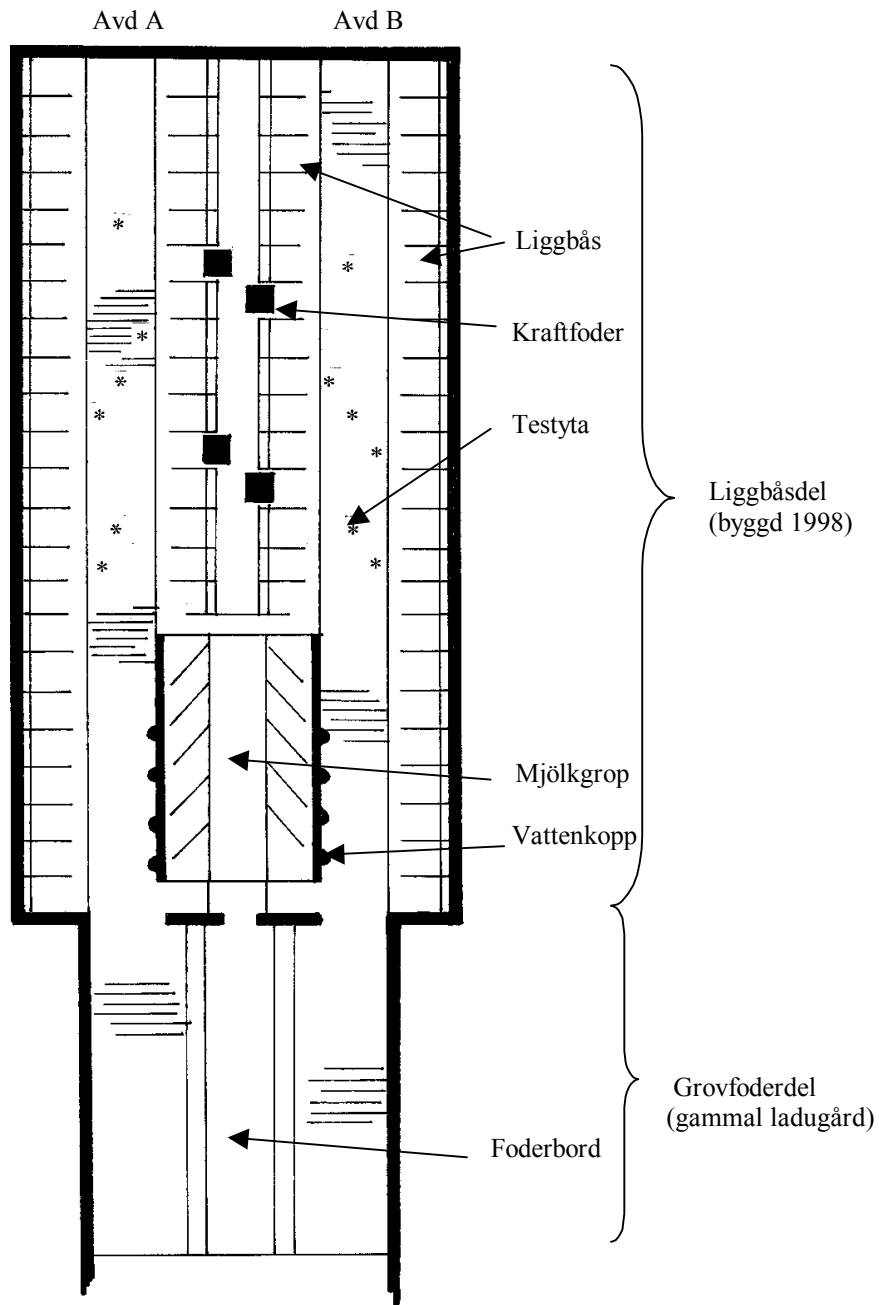 Avd A Avd B
Liggbås
Kraftfoder
Testyta
Liggbåsdel
(byggd 1998)
Mjölkgrop
Vattenkopp
Grovfoderdel
(gammal ladugård)
Foderbord